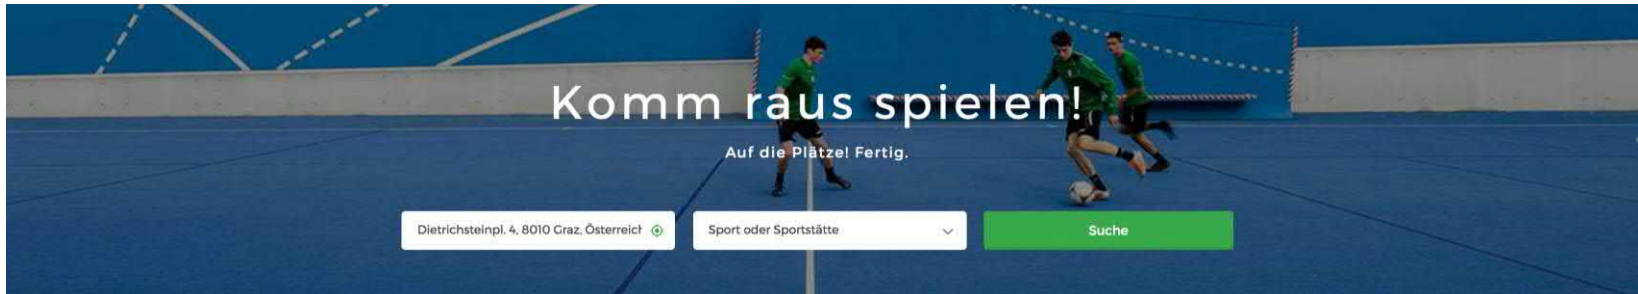 Komm raus spielen!
Auf die Plätze! Fertig.
Dietrichsteinpl. 4, 8010 Graz, Österreich
Sport oder Sportstätte
Suche